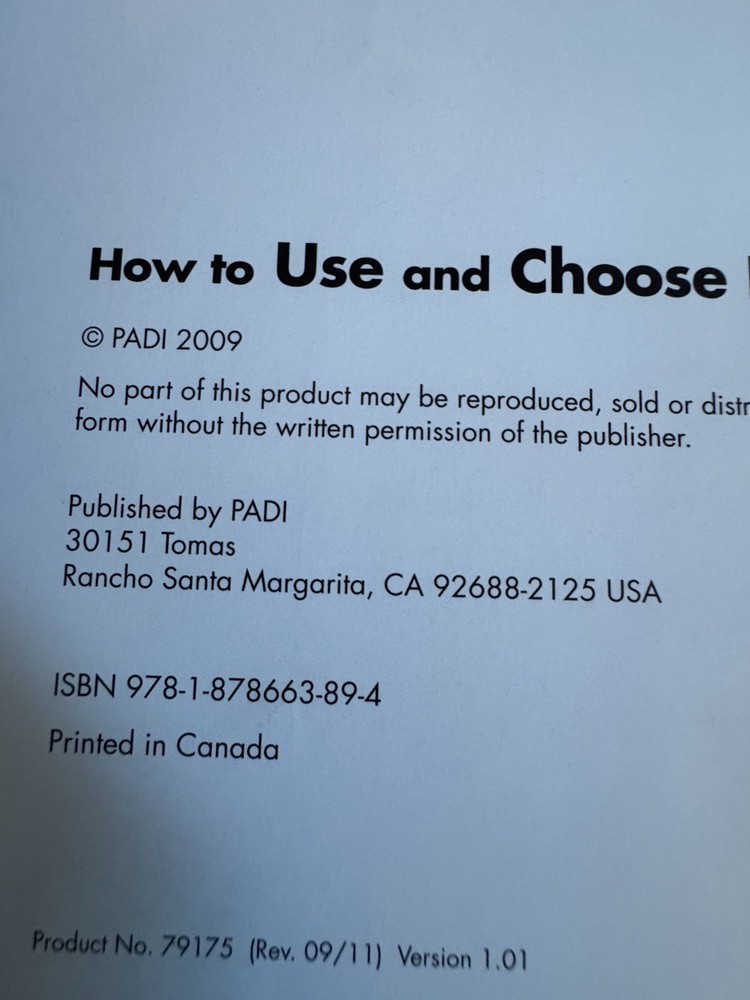 How to Use and Choose
© PADI 2009
No part of this product may be reproduced, sold or distr
form without the written permission of the publisher.
Published by PADI
30151 Tomas
Rancho Santa Margarita, CA 92688-2125 USA
ISBN 978-1-878663-89-4
Printed in Canada
Product No. 79175 (Rev. 09/11) Version 1.01